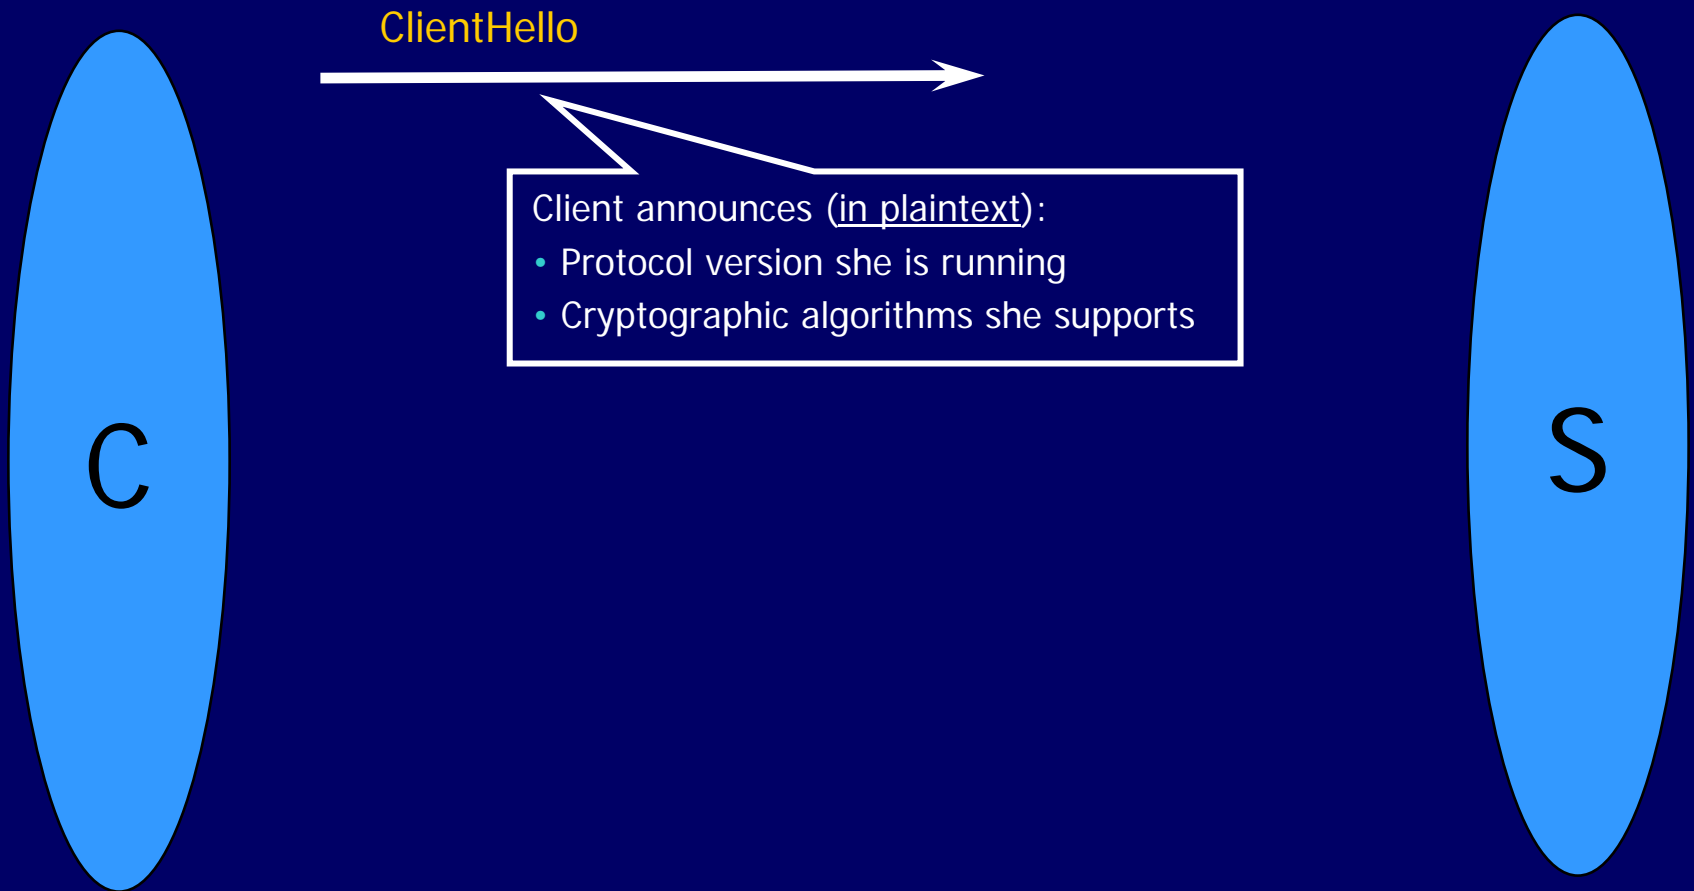 ClientHello
Client announces (in plaintext):
• Protocol version she is running
• Cryptographic algorithms she supports
C
S